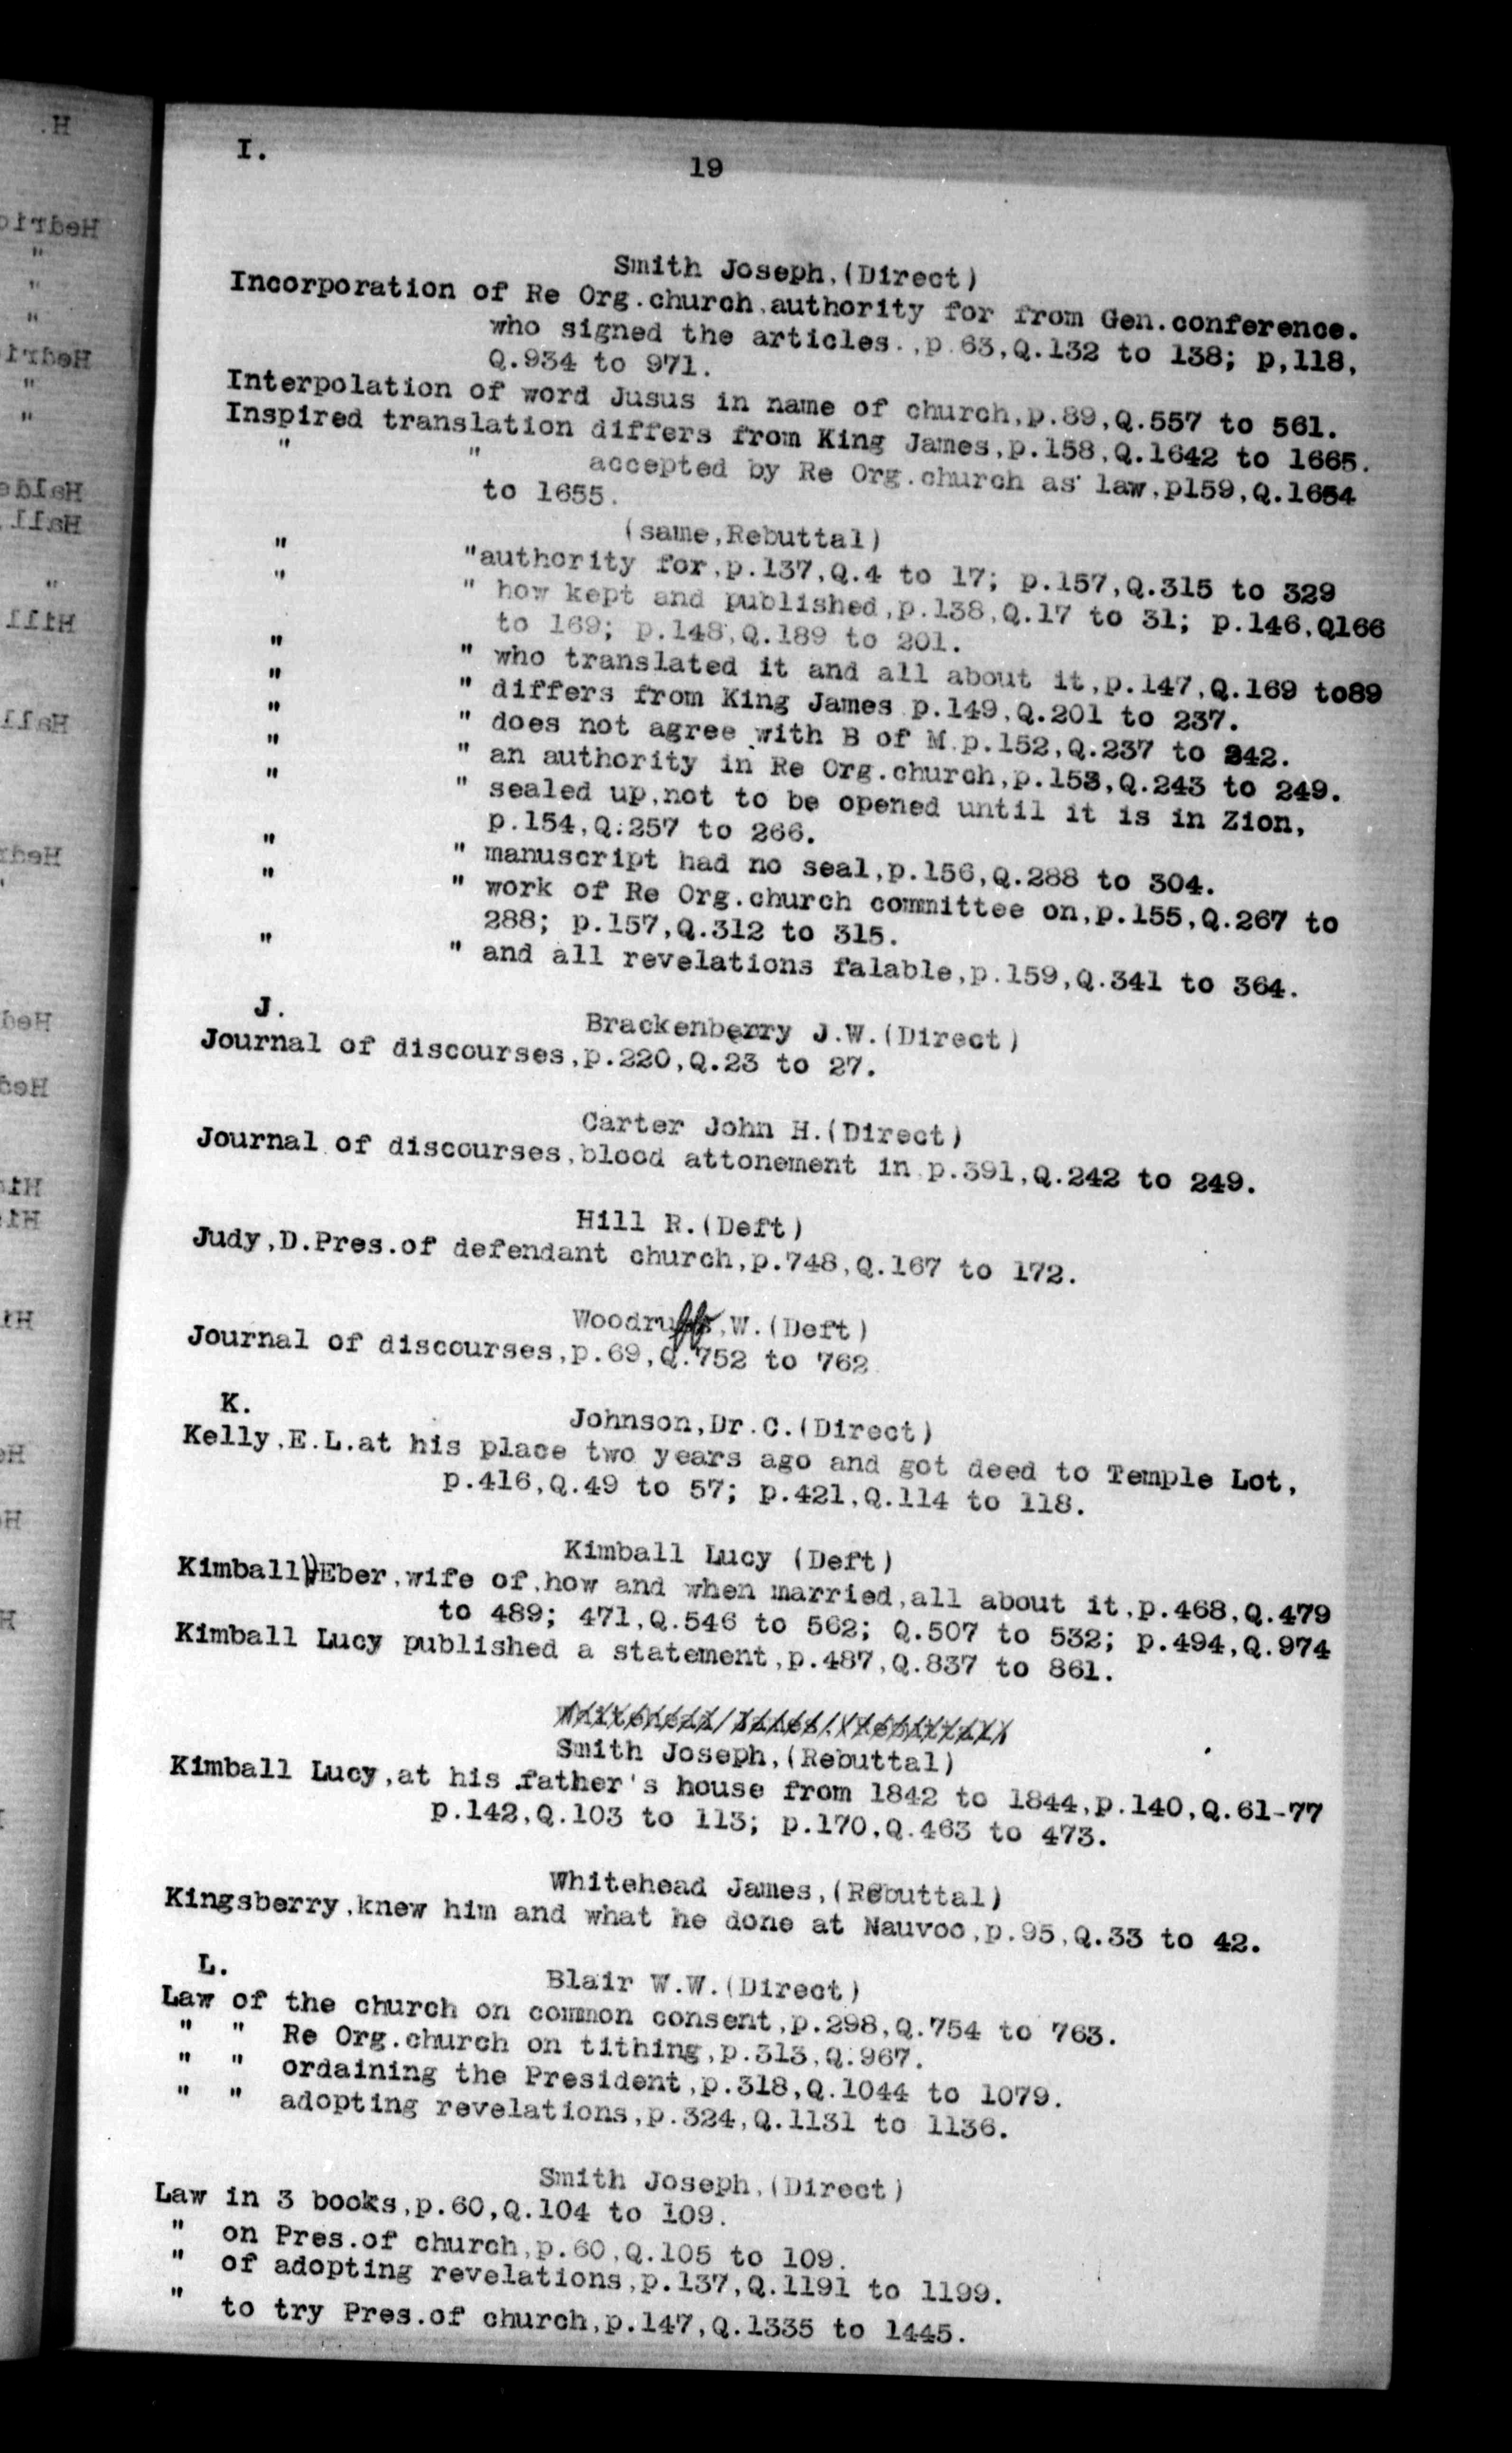 I.
19
Smith Joseph,(Direct)
Incorporation of Re Org.church,authority for from Gen.conference.
who signed the articles.,p.63,Q.132 to 138; p,118,
Q.934 to 971.
Interpolation of word Jusus in name of church,p.89,Q.557 to 561.
Inspired translation differs from King James,p.158,Q.1642 to 1665.
" " accepted by Re Org.church as law,p159,Q.1654
to 1655.
(same,Rebuttal)
" "authority for,p.137,Q.4 to 17; p.157,Q.315 to 329
" " how kept and published,p.138,Q.17 to 31; p.146,Q166
to 169; p.148,Q.189 to 201.
" " who translated it and all about it,p.147,Q.169 to89
" " differs from King James p.149,Q.201 to 237.
" " does not agree with B of M.p.152,Q.237 to 242.
" " an authority in Re Org.church,p.153,Q.243 to 249.
" " sealed up,not to be opened until it is in Zion,
p.154,Q.257 to 266.
" " manuscript had no seal,p.156,Q.288 to 304.
" " work of Re Org.church committee on,p.155,Q.267 to
288; p.157,Q.312 to 315.
" " and all revelations falable,p.159,Q.341 to 364.
J.
Brackenberry J.W.(Direct)
Journal of discourses,p.220,Q.23 to 27.
Carter John H.(Direct)
Journal of discourses,blood attonement in p.391,Q.242 to 249.
Hill R.(Deft)
Judy,D.Pres.of defendant church,p.748,Q.167 to 172.
Woodruff,W.(Deft)
Journal of discourses,p.69,Q.752 to 762
K.
Johnson,Dr.C.(Direct)
Kelly,E.L.at his place two years ago and got deed to Temple Lot,
p.416,Q.49 to 57; p.421,Q.114 to 118.
Kimball Lucy (Deft)
Kimball Eber,wife of,how and when married,all about it,p.468,Q.479
to 489; 471,Q.546 to 562; Q.507 to 532; p.494,Q.974
Kimball Lucy published a statement,p.487,Q.837 to 861.
Whitehead James,(Rebuttal)
Smith Joseph,(Rebuttal)
Kimball Lucy,at his father's house from 1842 to 1844,p.140,Q.61-77
p.142,Q.103 to 113; p.170,Q.463 to 473.
Whitehead James,(Rebuttal)
Kingsberry,knew him and what he done at Nauvoo,p.95,Q.33 to 42.
L.
Blair W.W.(Direct)
Law of the church on common consent,p.298,Q.754 to 763.
" " Re Org.church on tithing,p.313,Q.967.
" " ordaining the President,p.318,Q.1044 to 1079.
" " adopting revelations,p.324,Q.1131 to 1136.
Smith Joseph,(Direct)
Law in 3 books,p.60,Q.104 to 109.
" on Pres.of church,p.60,Q.105 to 109.
" of adopting revelations,p.137,Q.1191 to 1199.
" to try Pres.of church,p.147,Q.1335 to 1445.